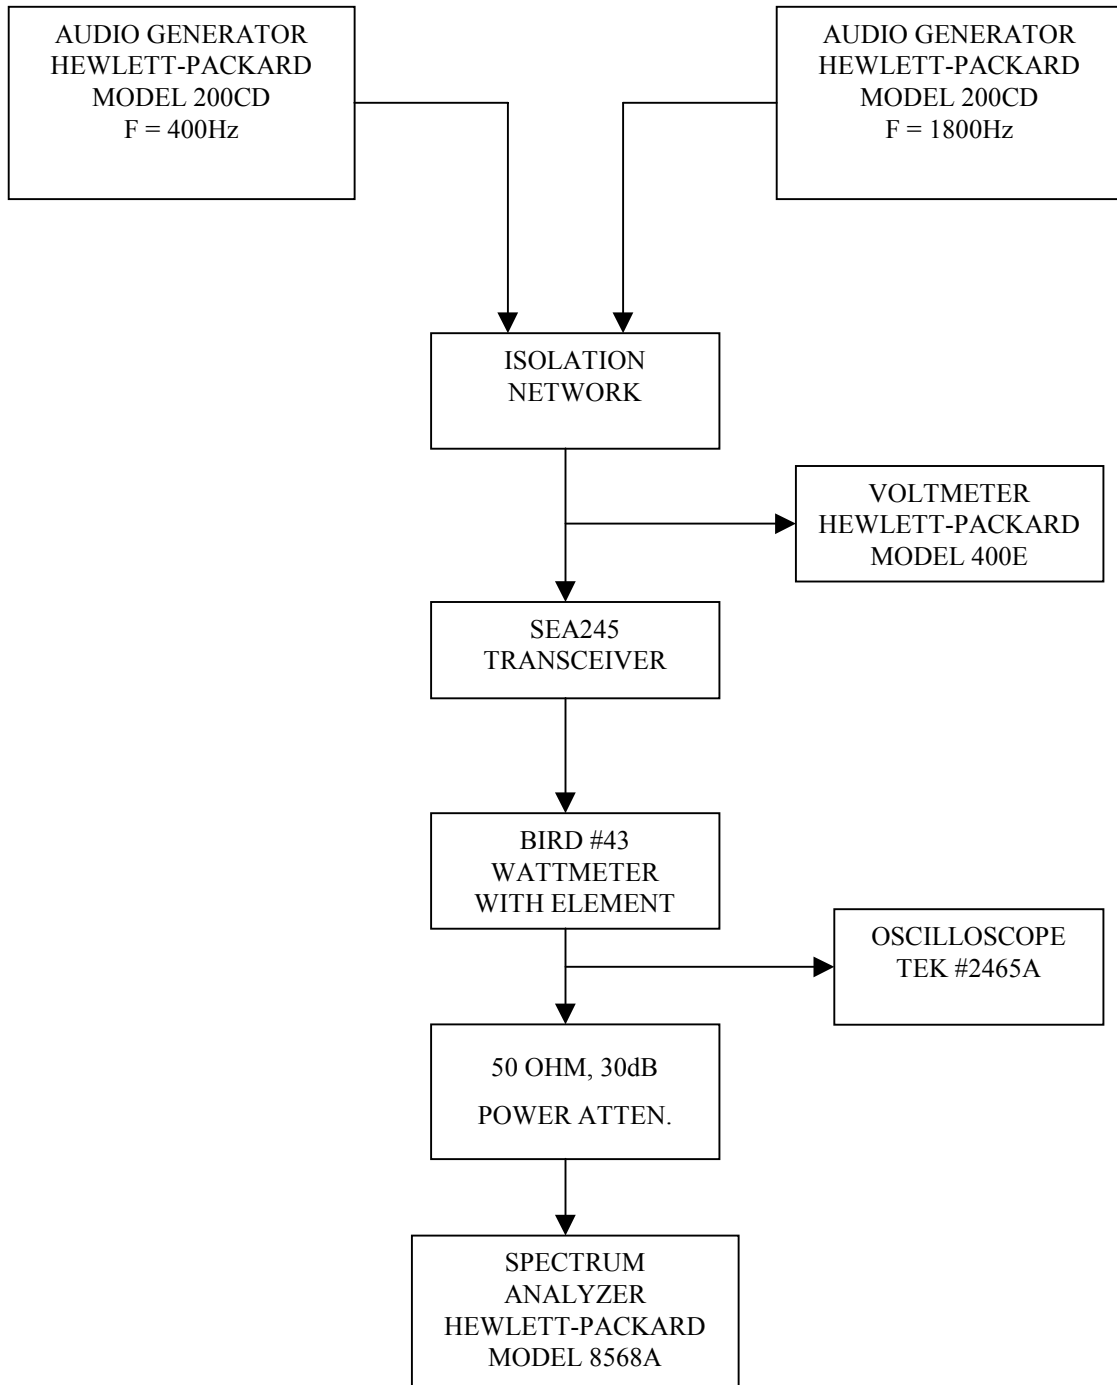 AUDIO GENERATOR
HEWLETT-PACKARD
MODEL 200CD
F = 400Hz
AUDIO GENERATOR
HEWLETT-PACKARD
MODEL 200CD
F = 1800Hz
ISOLATION
NETWORK
VOLTMETER
HEWLETT-PACKARD
MODEL 400E
SEA245
TRANSCEIVER
BIRD #43
WATTMETER
WITH ELEMENT
OSCILLOSCOPE
TEK #2465A
50 OHM, 30dB
POWER ATTEN.
SPECTRUM
ANALYZER
HEWLETT-PACKARD
MODEL 8568A